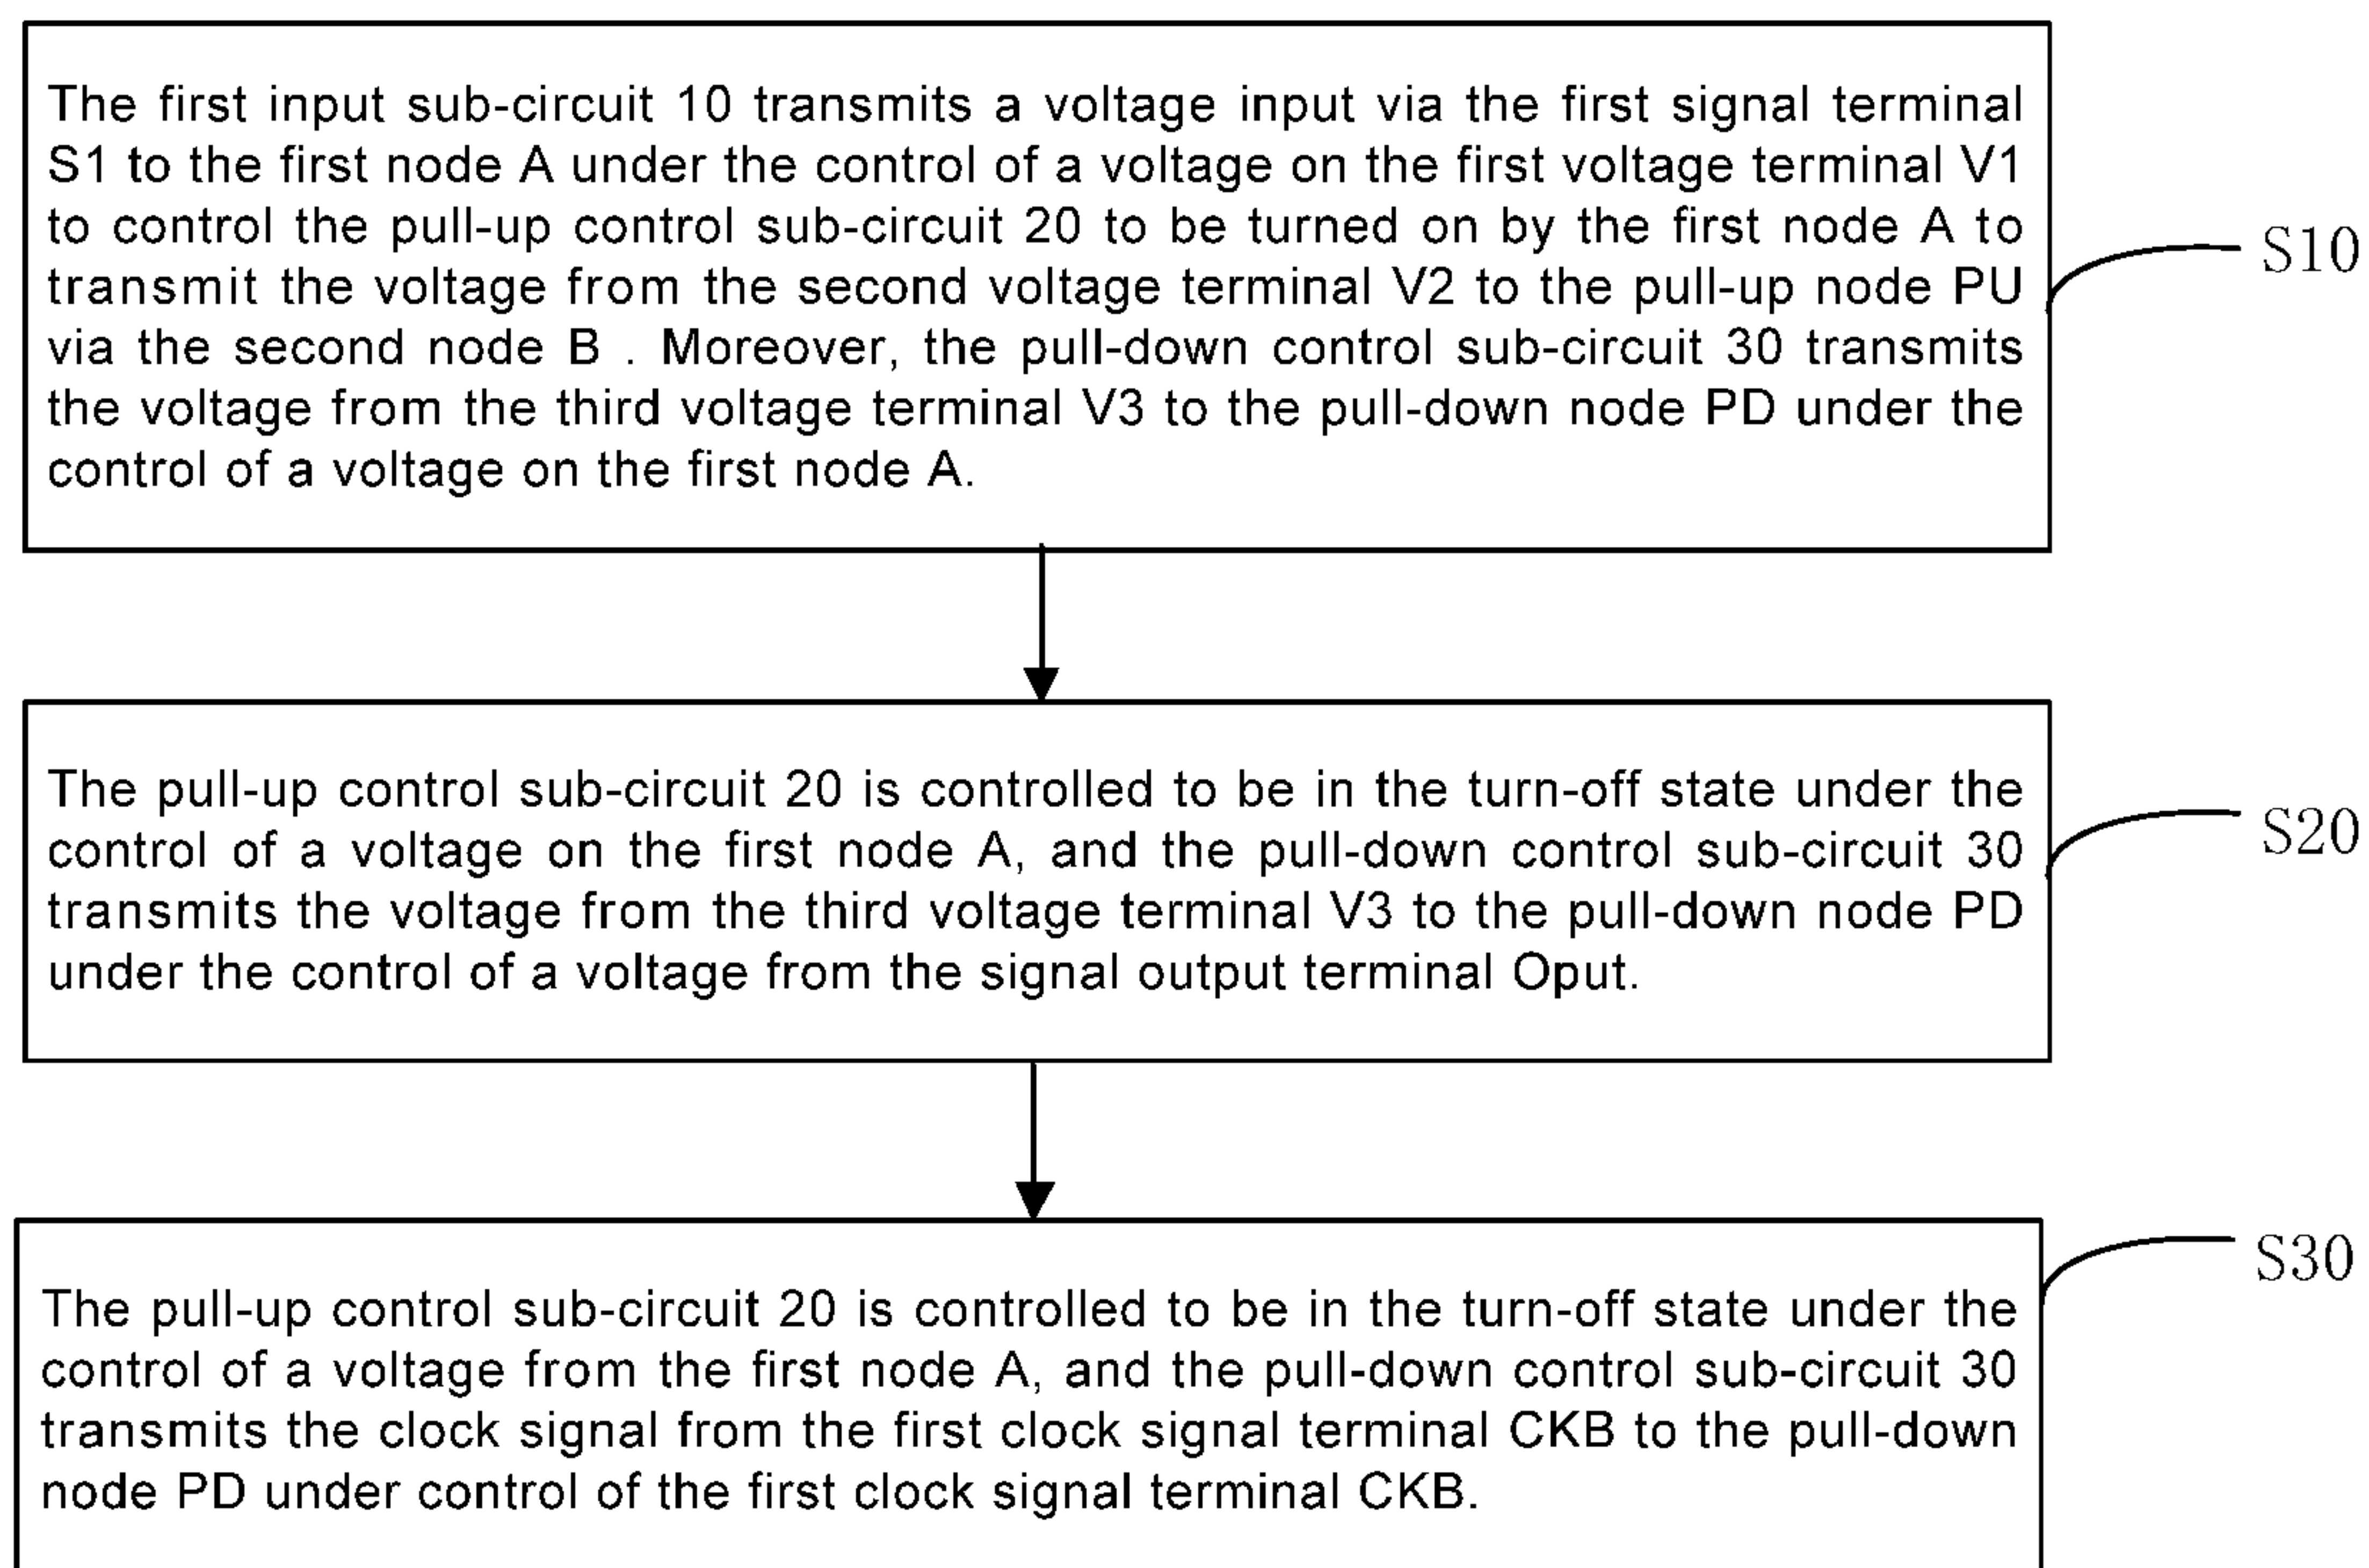 The first input sub-circuit 10 transmits a voltage input via the first signal terminal
S1 to the first node A under the control of a voltage on the first voltage terminal V1
to control the pull-up control sub-circuit 20 to be turned on by the first node A to
transmit the voltage from the second voltage terminal V2 to the pull-up node PU
via the second node B . Moreover, the pull-down control sub-circuit 30 transmits
the voltage from the third voltage terminal V3 to the pull-down node PD under the
control of a voltage on the first node A.
S10
The pull-up control sub-circuit 20 is controlled to be in the turn-off state under the
control of a voltage on the first node A, and the pull-down control sub-circuit 30
transmits the voltage from the third voltage terminal V3 to the pull-down node PD
under the control of a voltage from the signal output terminal Oput.
S20
The pull-up control sub-circuit 20 is controlled to be in the turn-off state under the
control of a voltage from the first node A, and the pull-down control sub-circuit 30
transmits the clock signal from the first clock signal terminal CKB to the pull-down
node PD under control of the first clock signal terminal CKB.
S30